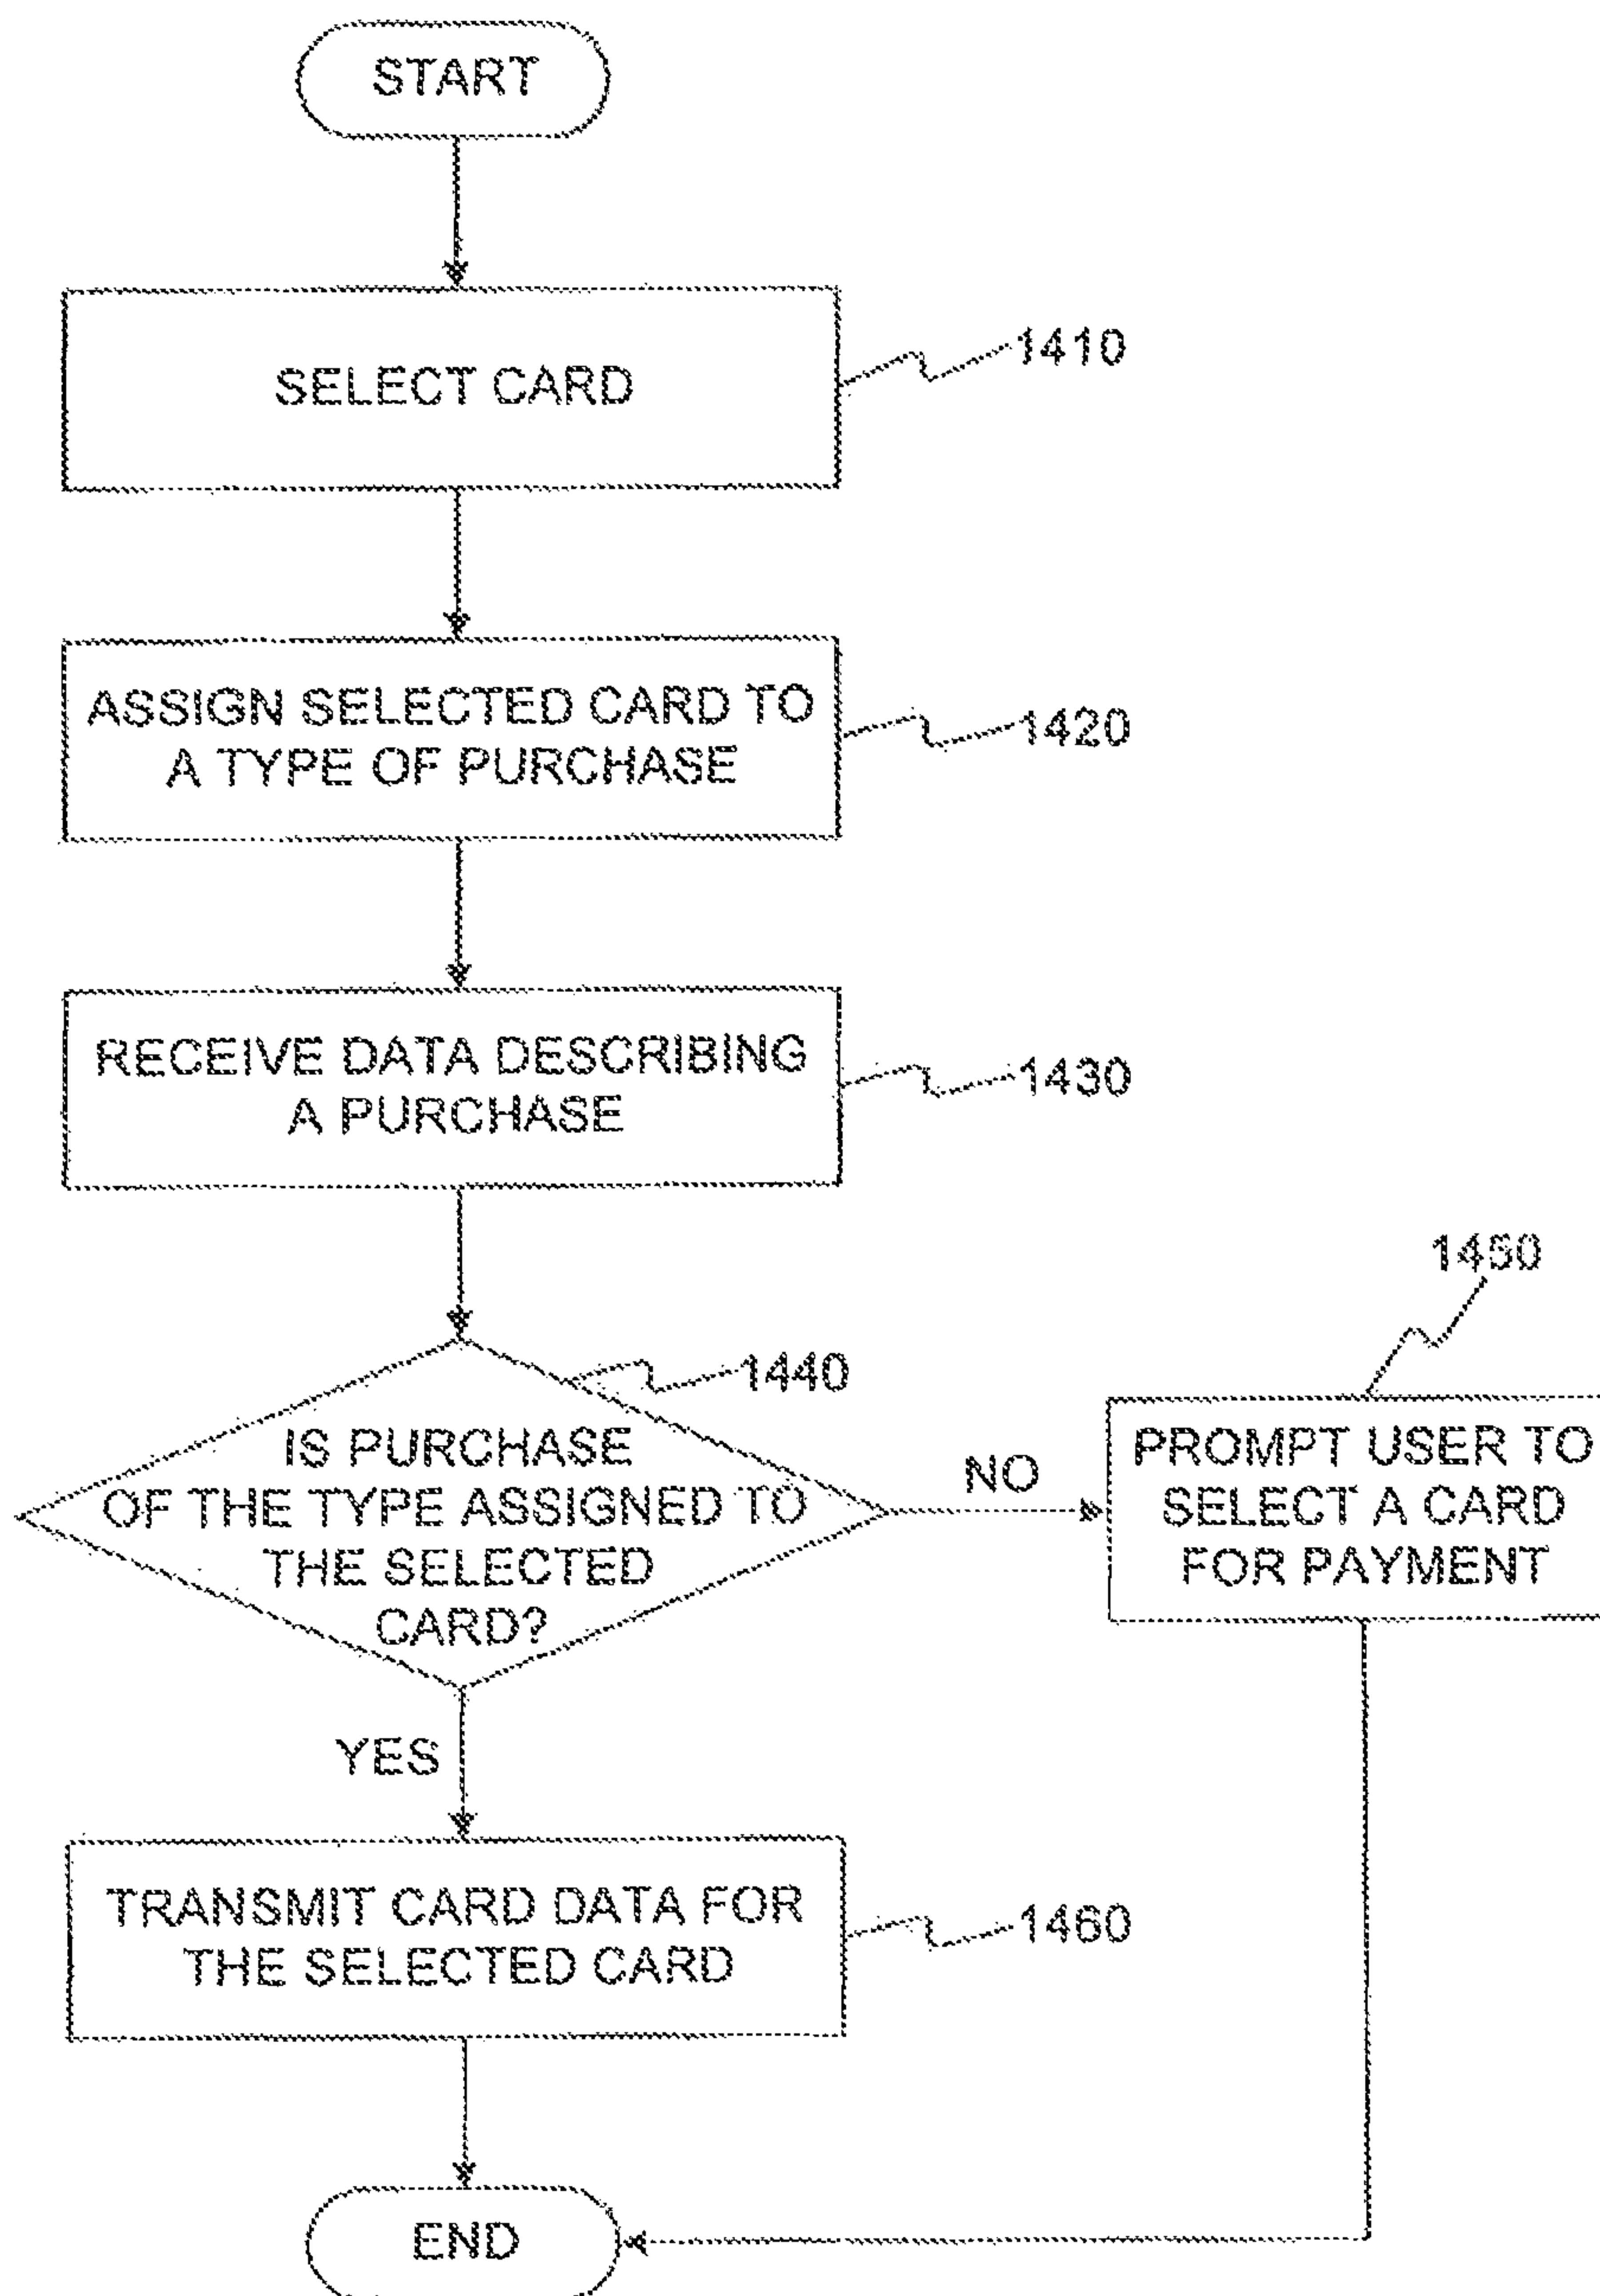 START
SELECT CARD
1410
ASSIGN SELECTED CARD TO
A TYPE OF PURCHASE
1420
RECEIVE DATA DESCRIBING
A PURCHASE
1430
IS PURCHASE
OF THE TYPE ASSIGNED TO
THE SELECTED
CARD?
1440
NO
1450
PROMPT USER TO
SELECT A CARD
FOR PAYMENT
YES
TRANSMIT CARD DATA FOR
THE SELECTED CARD
1460
END